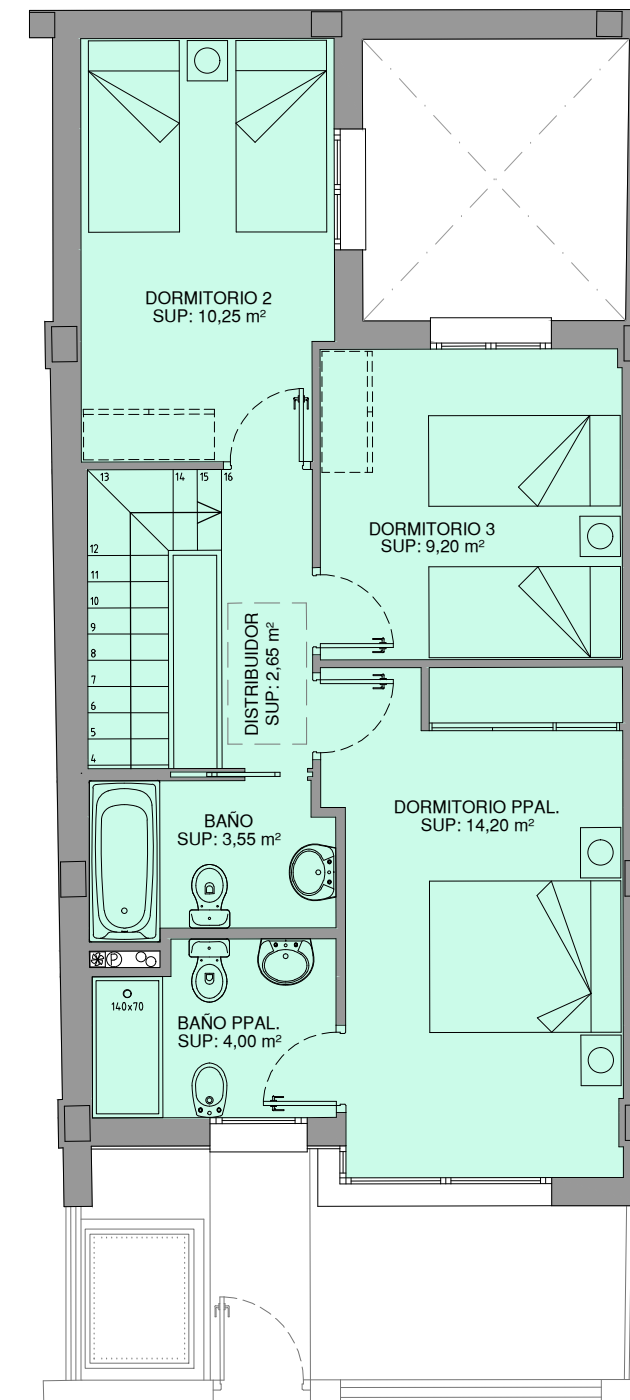 DORMITORIO 2
SUP: 10,25 m²
13
14
15
16
12
11
10
9
8
7
6
5
4
DORMITORIO 3
SUP: 9,20 m²
DISTRIBUIDOR
SUP: 2,65 m²
DORMITORIO PPAL.
SUP: 14,20 m²
BAÑO
SUP: 3,55 m²
P
140x70
BAÑO PPAL.
SUP: 4,00 m²